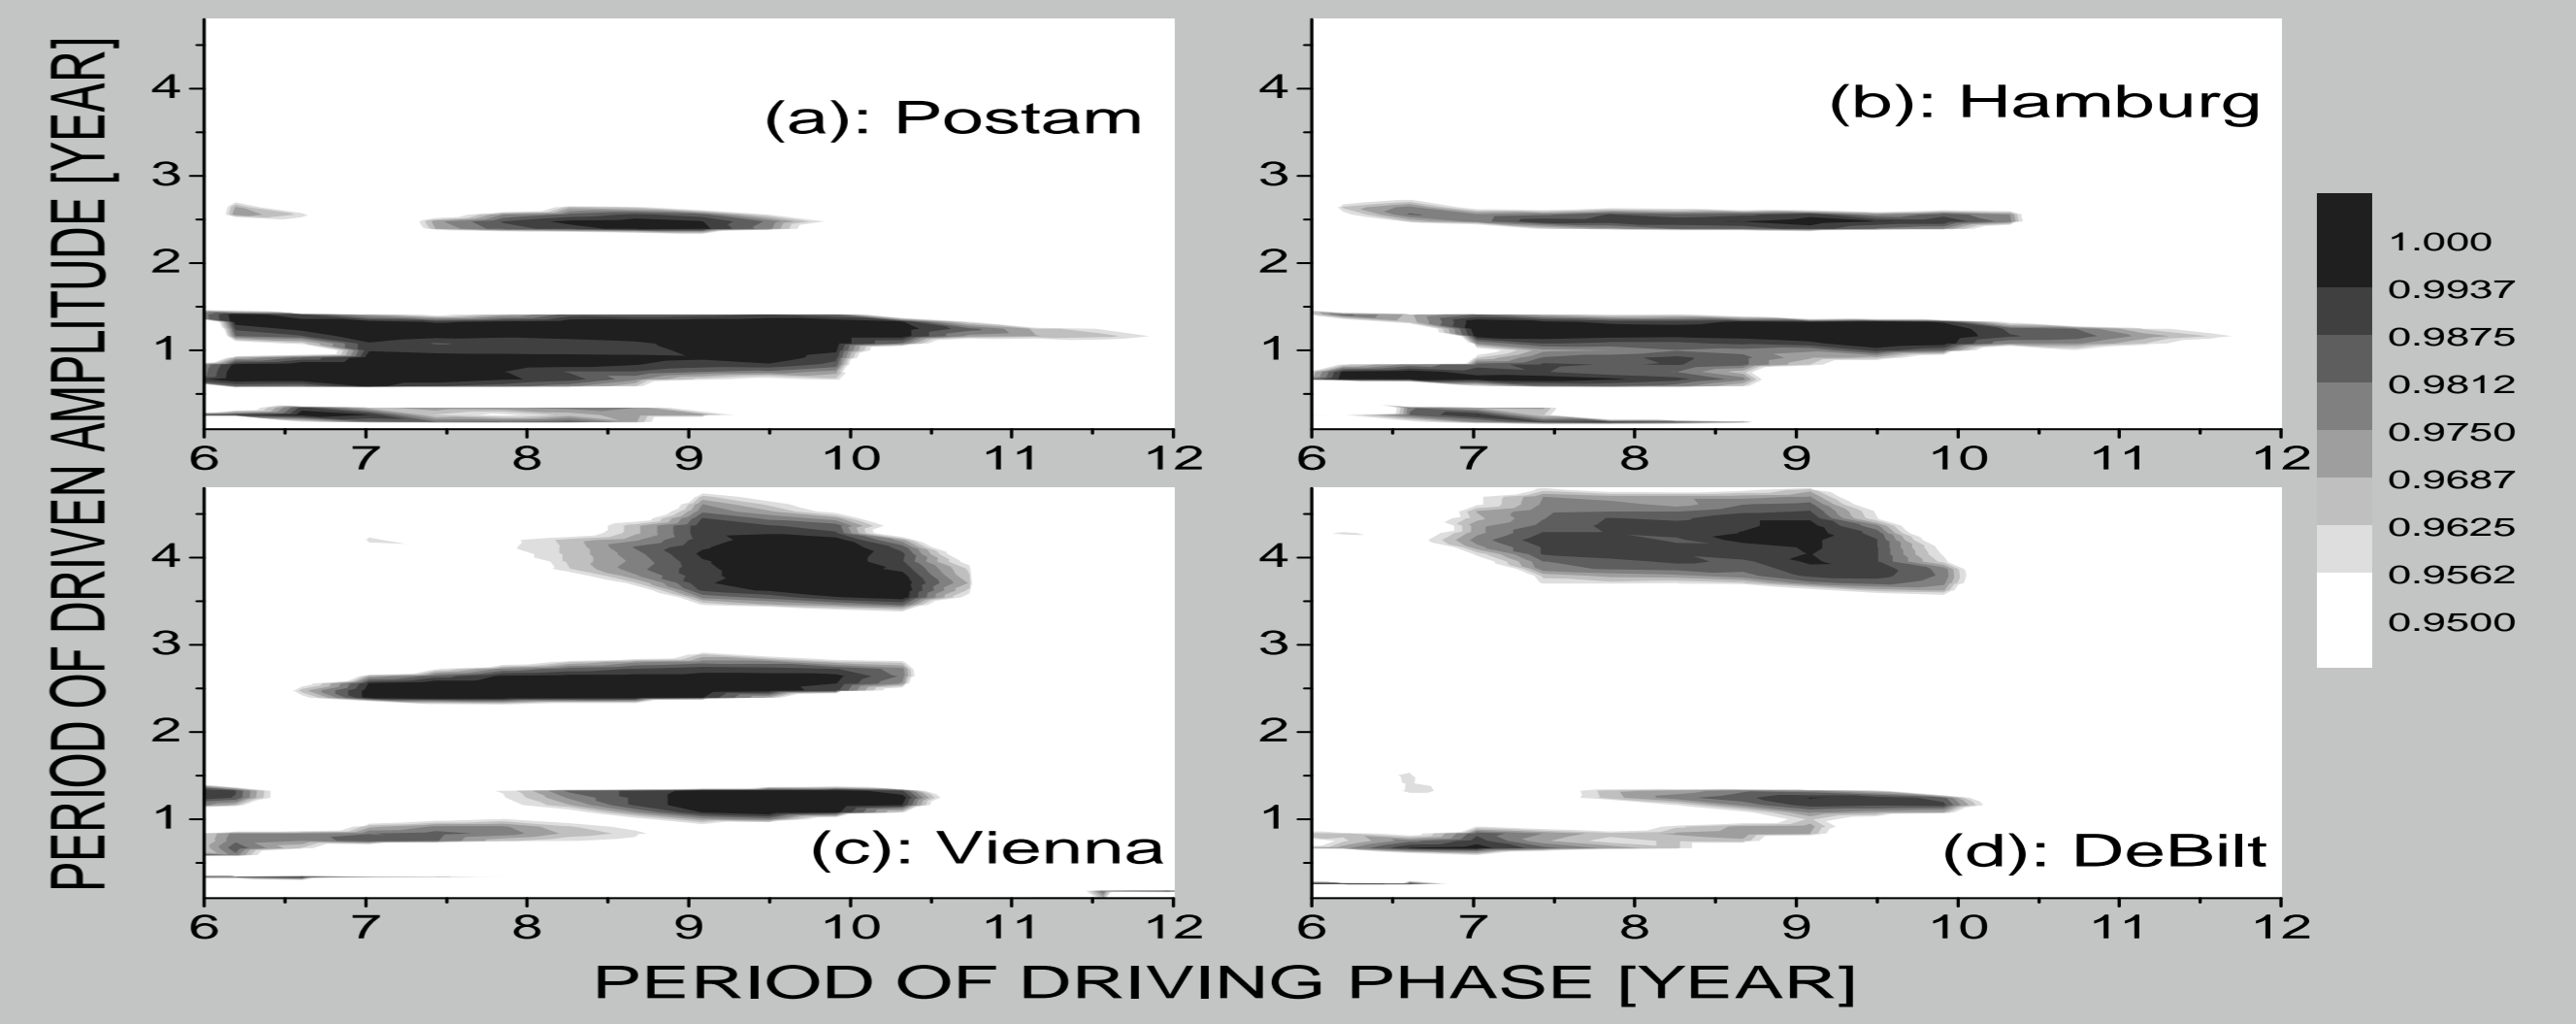 PERIOD OF DRIVEN AMPLITUDE [YEAR]
4
3
2
1
(a): Postam
6 7 8 9 10 11 12
4
3
2
1
(b): Hamburg
6 7 8 9 10 11 12
4
3
2
1
(c): Vienna
6 7 8 9 10 11 12
4
3
2
1
(d): DeBilt
6 7 8 9 10 11 12
1.000
0.9937
0.9875
0.9812
0.9750
0.9687
0.9625
0.9562
0.9500
PERIOD OF DRIVING PHASE [YEAR]